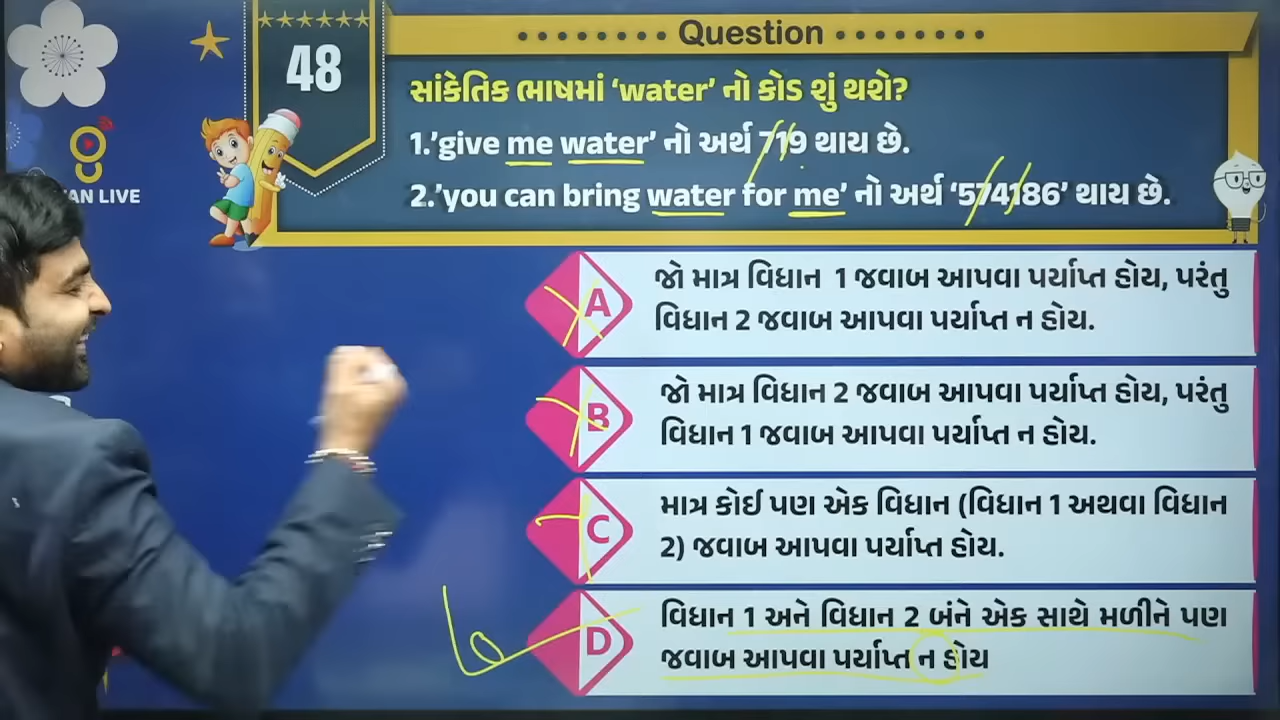 Question
48
સાંકેતિક ભાષમાં ‘water’ નો કોડ શું થશે?
1.’give me water’ નો અર્થ 719 થાય છે.
2.’you can bring water for me’ નો અર્થ ‘574186’ થાય છે.
YAN LIVE
A
જો માત્ર વિધાન 1 જવાબ આપવા પર્યાપ્ત હોય, પરંતુ
વિધાન 2 જવાબ આપવા પર્યાપ્ત ન હોય.
B
જો માત્ર વિધાન 2 જવાબ આપવા પર્યાપ્ત હોય, પરંતુ
વિધાન 1 જવાબ આપવા પર્યાપ્ત ન હોય.
C
માત્ર કોઈ પણ એક વિધાન (વિધાન 1 અથવા વિધાન
2) જવાબ આપવા પર્યાપ્ત હોય.
D
વિધાન 1 અને વિધાન 2 બંને એક સાથે મળીને પણ
જવાબ આપવા પર્યાપ્ત ન હોય